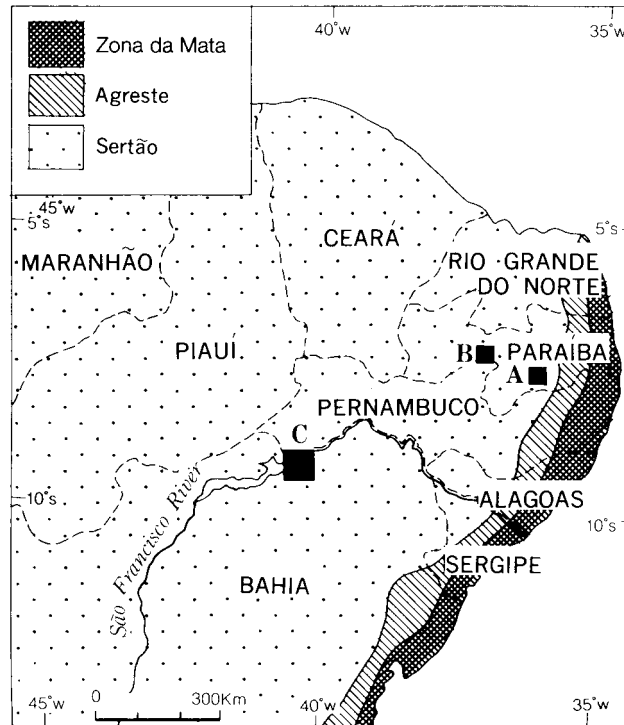 40°W
35°W
Zona da Mata
Agreste
Sertão
45°W
5°S
5°S
CEARÁ
MARANHÃO
RIO GRANDE
DO NORTE
PIAUÍ
B
PARAIBA
A
PERNAMBUCO
C
10°S
ALAGOAS
10°S
São Francisco River
SERGIPE
BAHIA
45°W
0
300Km
40°W
35°W